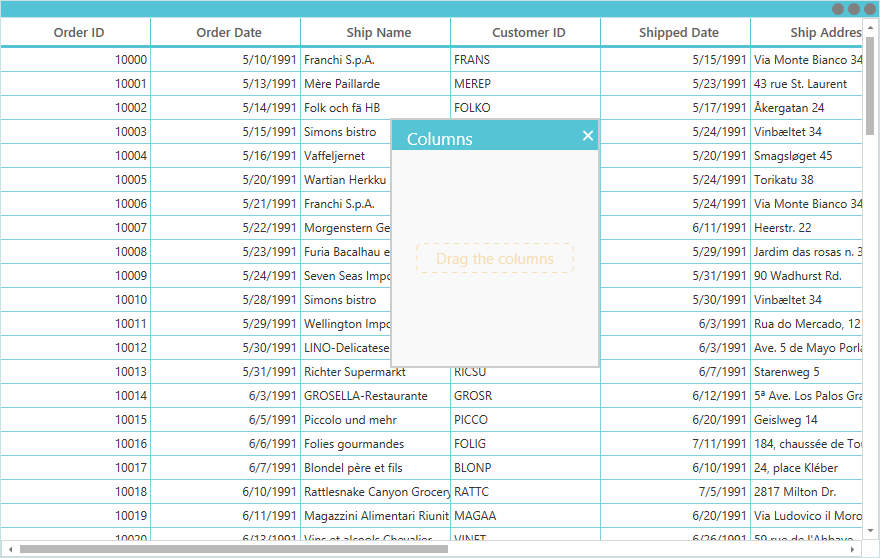 Order ID Order Date Ship Name Customer ID Shipped Date Ship Addres
10000 5/10/1991 Franchi S.p.A. FRANS 5/15/1991 Via Monte Bianco 34
10001 5/13/1991 Mère Paillarde MEREP 5/23/1991 43 rue St. Laurent
10002 5/14/1991 Folk och fä HB FOLKO 5/17/1991 Åkergatan 24
10003 5/15/1991 Simons bistro 5/24/1991 Vinbæltet 34
Columns
10004 5/16/1991 Vaffeljernet 5/20/1991 Smagsløget 45
10005 5/20/1991 Wartian Herkku 5/24/1991 Torikatu 38
10006 5/21/1991 Franchi S.p.A. 5/24/1991 Via Monte Bianco 34
10007 5/22/1991 Morgenstern Ge 6/11/1991 Heerstr. 22
10008 5/23/1991 Furia Bacalhau e 5/29/1991 Jardim das rosas n. 3
Drag the columns
10009 5/24/1991 Seven Seas Impo 5/31/1991 90 Wadhurst Rd.
10010 5/28/1991 Simons bistro 5/30/1991 Vinbæltet 34
10011 5/29/1991 Wellington Impo 6/3/1991 Rua do Mercado, 12
10012 5/30/1991 LINO-Delicatese 6/3/1991 Ave. 5 de Mayo Porla
10013 5/31/1991 Richter Supermarkt RICSU 6/7/1991 Starenweg 5
10014 6/3/1991 GROSELLA-Restaurante GROSR 6/12/1991 5ª Ave. Los Palos Gra
10015 6/5/1991 Piccolo und mehr PICCO 6/20/1991 Geislweg 14
10016 6/6/1991 Folies gourmandes FOLIG 7/11/1991 184, chaussée de Tou
10017 6/7/1991 Blondel père et fils BLONP 6/10/1991 24, place Kléber
10018 6/10/1991 Rattlesnake Canyon Grocery RATTC 7/5/1991 2817 Milton Dr.
10019 6/11/1991 Magazzini Alimentari Riunit MAGAA 6/20/1991 Via Ludovico il Moro
10020 6/13/1991 Vins et alcools Chevalier VINET 6/26/1991 59 rue de l'Abbaye